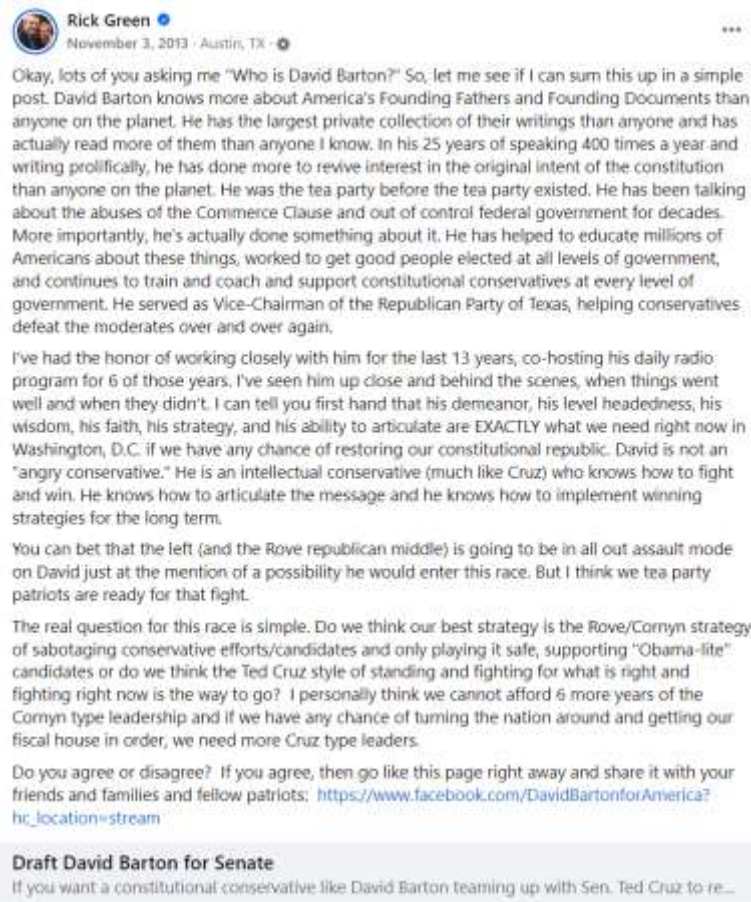 Rick Green
November 3, 2013 · Austin, TX ·
Okay, lots of you asking me "Who is David Barton?" So, let me see if I can sum this up in a simple
post. David Barton knows more about America's Founding Fathers and Founding Documents than
anyone on the planet. He has the largest private collection of their writings than anyone and has
actually read more of them than anyone I know. In his 25 years of speaking 400 times a year and
writing prolifically, he has done more to revive interest in the original intent of the constitution
than anyone on the planet. He was the tea party before the tea party existed. He has been talking
about the abuses of the Commerce Clause and out of control federal government for decades.
More importantly, he's actually done something about it. He has helped to educate millions of
Americans about these things, worked to get good people elected at all levels of government,
and continues to train and coach and support constitutional conservatives at every level of
government. He served as Vice-Chairman of the Republican Party of Texas, helping conservatives
defeat the moderates over and over again.
I've had the honor of working closely with him for the last 13 years, co-hosting his daily radio
program for 6 of those years. I've seen him up close and behind the scenes, when things went
well and when they didn't. I can tell you first hand that his demeanor, his level headedness, his
wisdom, his faith, his strategy, and his ability to articulate are EXACTLY what we need right now in
Washington, D.C. if we have any chance of restoring our constitutional republic. David is not an
"angry conservative." He is an intellectual conservative (much like Cruz) who knows how to fight
and win. He knows how to articulate the message and he knows how to implement winning
strategies for the long term.
You can bet that the left (and the Rove republican middle) is going to be in all out assault mode
on David just at the mention of a possibility he would enter this race. But I think we tea party
patriots are ready for that fight.
The real question for this race is simple. Do we think our best strategy is the Rove/Cornyn strategy
of sabotaging conservative efforts/candidates and only playing it safe, supporting "Obama-lite"
candidates or do we think the Ted Cruz style of standing and fighting for what is right and
fighting right now is the way to go? I personally think we cannot afford 6 more years of the
Cornyn type leadership and if we have any chance of turning the nation around and getting our
fiscal house in order, we need more Cruz type leaders.
Do you agree or disagree? If you agree, then go like this page right away and share it with your
friends and families and fellow patriots: https://www.facebook.com/DavidBartonforAmerica?
hc_location=stream
Draft David Barton for Senate
If you want a constitutional conservative like David Barton teaming up with Sen. Ted Cruz to re...